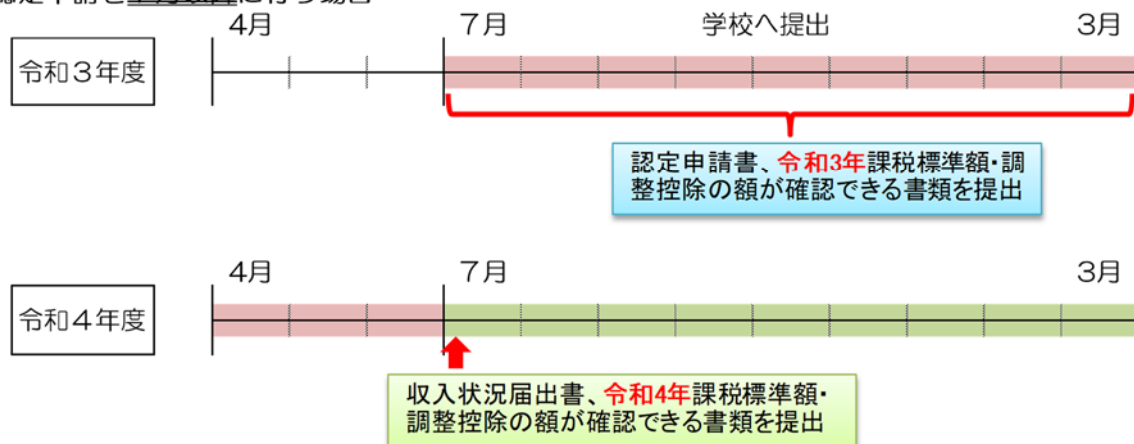 4月 7月 学校へ提出 3月
令和３年度
認定申請書、令和3年課税標準額・調
整控除の額が確認できる書類を提出
4月 7月 3月
令和４年度
収入状況届出書、令和4年課税標準額・
調整控除の額が確認できる書類を提出